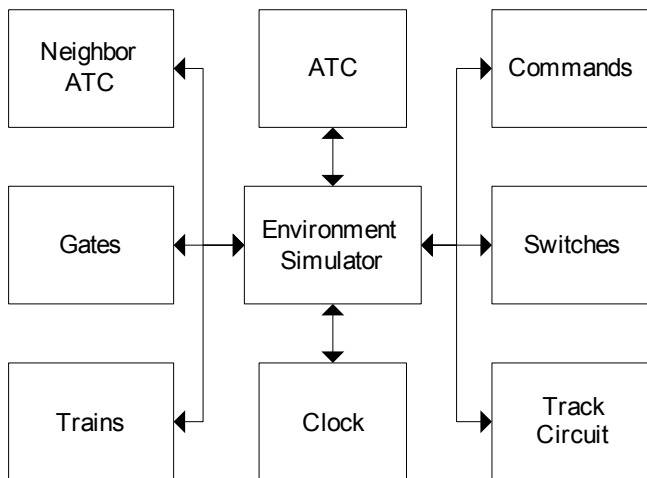 Neighbor
ATC
ATC
Commands
Gates
Environment
Simulator
Switches
Trains
Clock
Track
Circuit